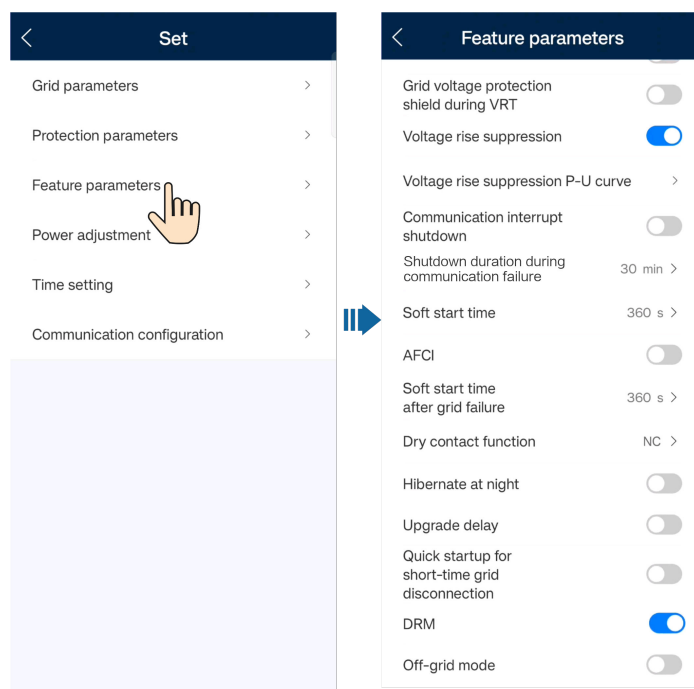 Set
Grid parameters
Protection parameters
Feature parameters
Power adjustment
Time setting
Communication configuration
Feature parameters
Grid voltage protection
shield during VRT
Voltage rise suppression
Voltage rise suppression P-U curve
Communication interrupt
shutdown
Shutdown duration during
communication failure
30 min
Soft start time
360 s
AFCI
Soft start time
after grid failure
360 s
Dry contact function
NC
Hibernate at night
Upgrade delay
Quick startup for
short-time grid
disconnection
DRM
Off-grid mode